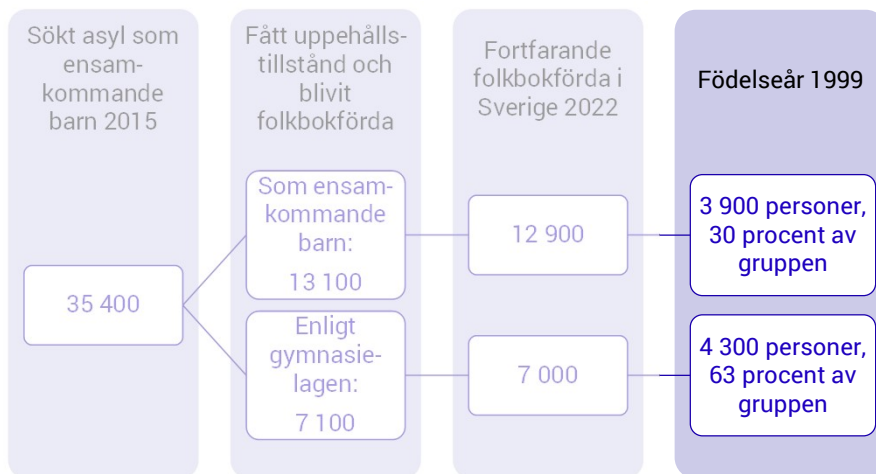 Sökt asyl som
ensam-
kommande
barn 2015
Fått uppehålls-
tillstånd och
blivit
folkbokförda
Fortfarande
folkbokförda i
Sverige 2022
Födelseår 1999
35 400
Som ensam-
kommande
barn:
13 100
12 900
3 900 personer,
30 procent av
gruppen
Enligt
gymnasie-
lagen:
7 100
7 000
4 300 personer,
63 procent av
gruppen